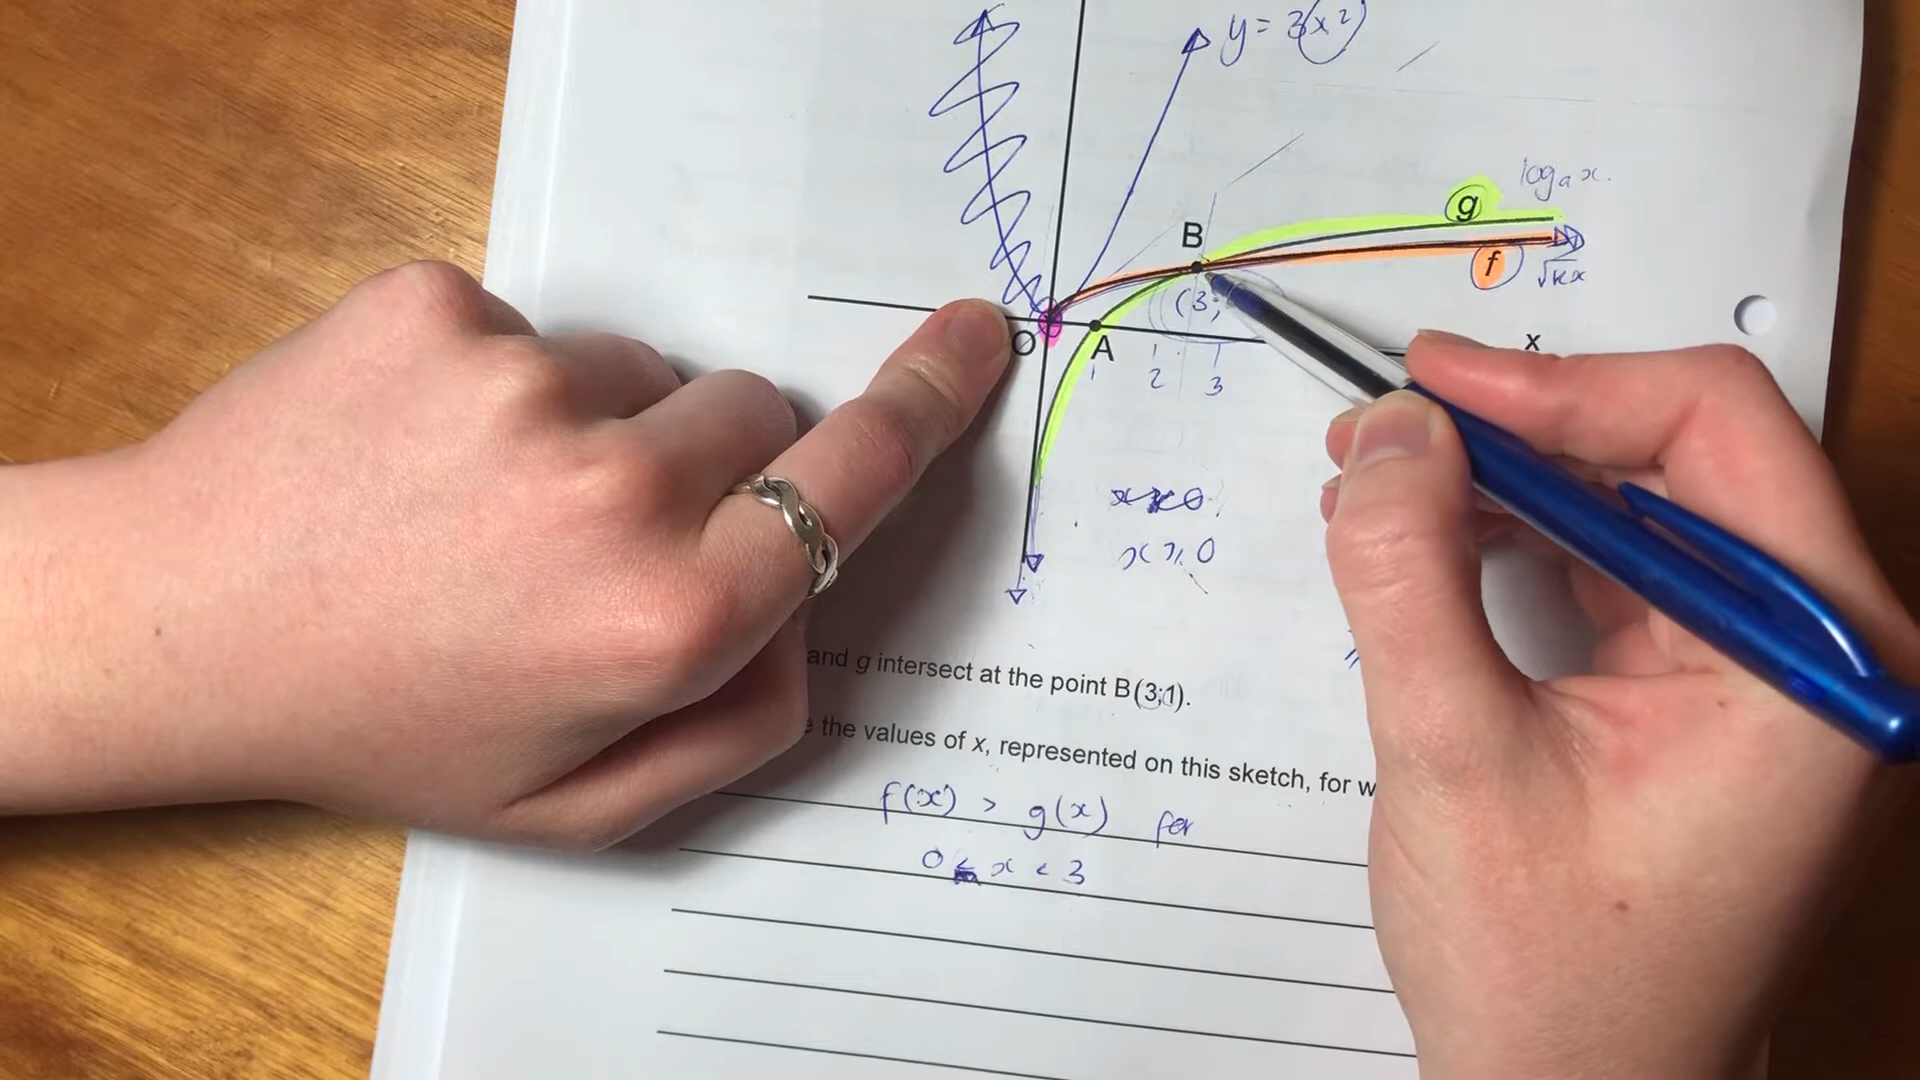 y = 3(x²)
log a x.
g
B
f
√kx
(3;
x
O
A
2
3
x ≥ 0
and g intersect at the point B(3;1).
the values of x, represented on this sketch, for w
f(x) > g(x) for
0 < x < 3